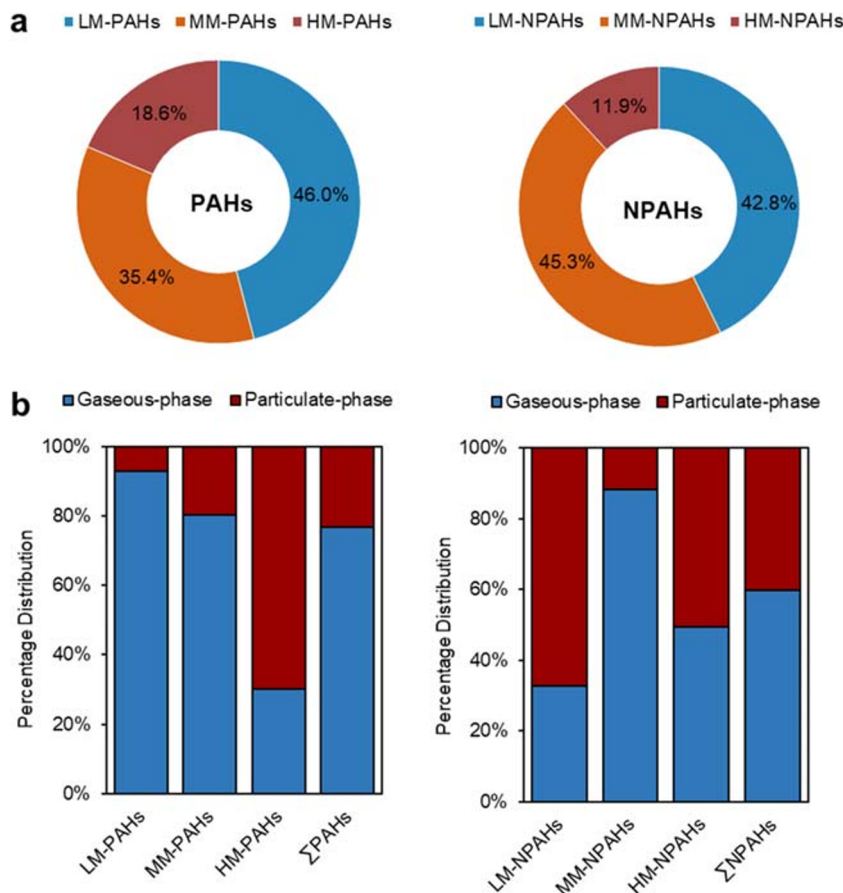 a
LM-PAHs MM-PAHs HM-PAHs
LM-NPAHs MM-NPAHs HM-NPAHs
18.6%
46.0%
35.4%
PAHs
11.9%
42.8%
45.3%
NPAHs
b
Gaseous-phase Particulate-phase
Percentage Distribution
100%
80%
60%
40%
20%
0%
LM-PAHs
MM-PAHs
HM-PAHs
∑PAHs
Gaseous-phase Particulate-phase
Percentage Distribution
100%
80%
60%
40%
20%
0%
LM-NPAHs
MM-NPAHs
HM-NPAHs
∑NPAHs